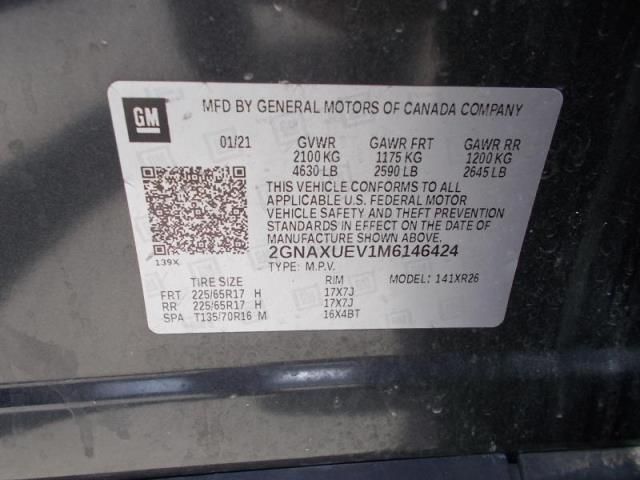 GM
MFD BY GENERAL MOTORS OF CANADA COMPANY
01/21 GVWR GAWR FRT GAWR RR
2100 KG 1175 KG 1200 KG
4630 LB 2590 LB 2645 LB
THIS VEHICLE CONFORMS TO ALL
APPLICABLE U.S. FEDERAL MOTOR
VEHICLE SAFETY AND THEFT PREVENTION
STANDARDS IN EFFECT ON THE DATE OF
MANUFACTURE SHOWN ABOVE.
139X 2GNAXUEV1M6146424
TYPE: M.P.V. MODEL: 141XR26
TIRE SIZE RIM
FRT 225/65R17 H 17X7J
RR 225/65R17 H 17X7J
SPA T135/70R16 M 16X4BT